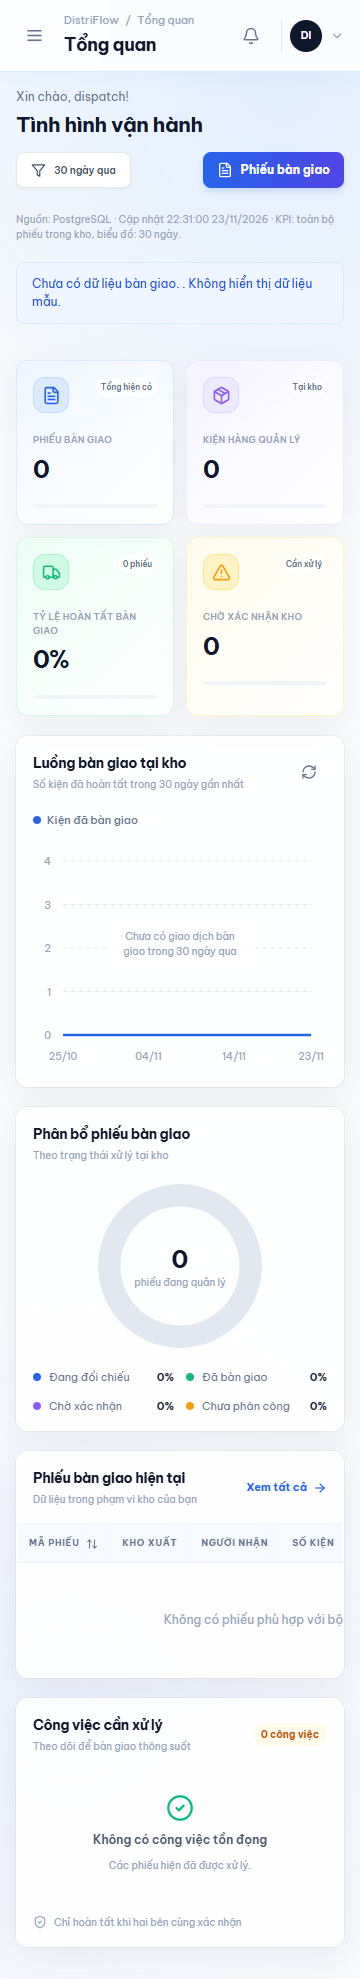 DistriFlow / Tổng quan
Tổng quan
DI
Xin chào, dispatch!
Tình hình vận hành
30 ngày qua
Phiếu bàn giao
Nguồn: PostgreSQL · Cập nhật 22:31:00 23/11/2026 · KPI: toàn bộ
phiếu trong kho, biểu đồ: 30 ngày.
Chưa có dữ liệu bàn giao. . Không hiển thị dữ liệu
mẫu.
Tổng hiện có
PHIẾU BÀN GIAO
0
Tại kho
KIỆN HÀNG QUẢN LÝ
0
0 phiếu
TỶ LỆ HOÀN TẤT BÀN
GIAO
0%
Cần xử lý
CHỜ XÁC NHẬN KHO
0
Luồng bàn giao tại kho
Số kiện đã hoàn tất trong 30 ngày gần nhất
Kiện đã bàn giao
4
3
2
1
0
Chưa có giao dịch bàn
giao trong 30 ngày qua
25/10 04/11 14/11 23/11
Phân bổ phiếu bàn giao
Theo trạng thái xử lý tại kho
0
phiếu đang quản lý
Đang đối chiếu 0% Đã bàn giao 0%
Chờ xác nhận 0% Chưa phân công 0%
Phiếu bàn giao hiện tại
Dữ liệu trong phạm vi kho của bạn
Xem tất cả
MÃ PHIẾU KHO XUẤT NGƯỜI NHẬN SỐ KIỆN
Không có phiếu phù hợp với bộ
Công việc cần xử lý
Theo dõi để bàn giao thông suốt
0 công việc
Không có công việc tồn đọng
Các phiếu hiện đã được xử lý.
Chỉ hoàn tất khi hai bên cùng xác nhận